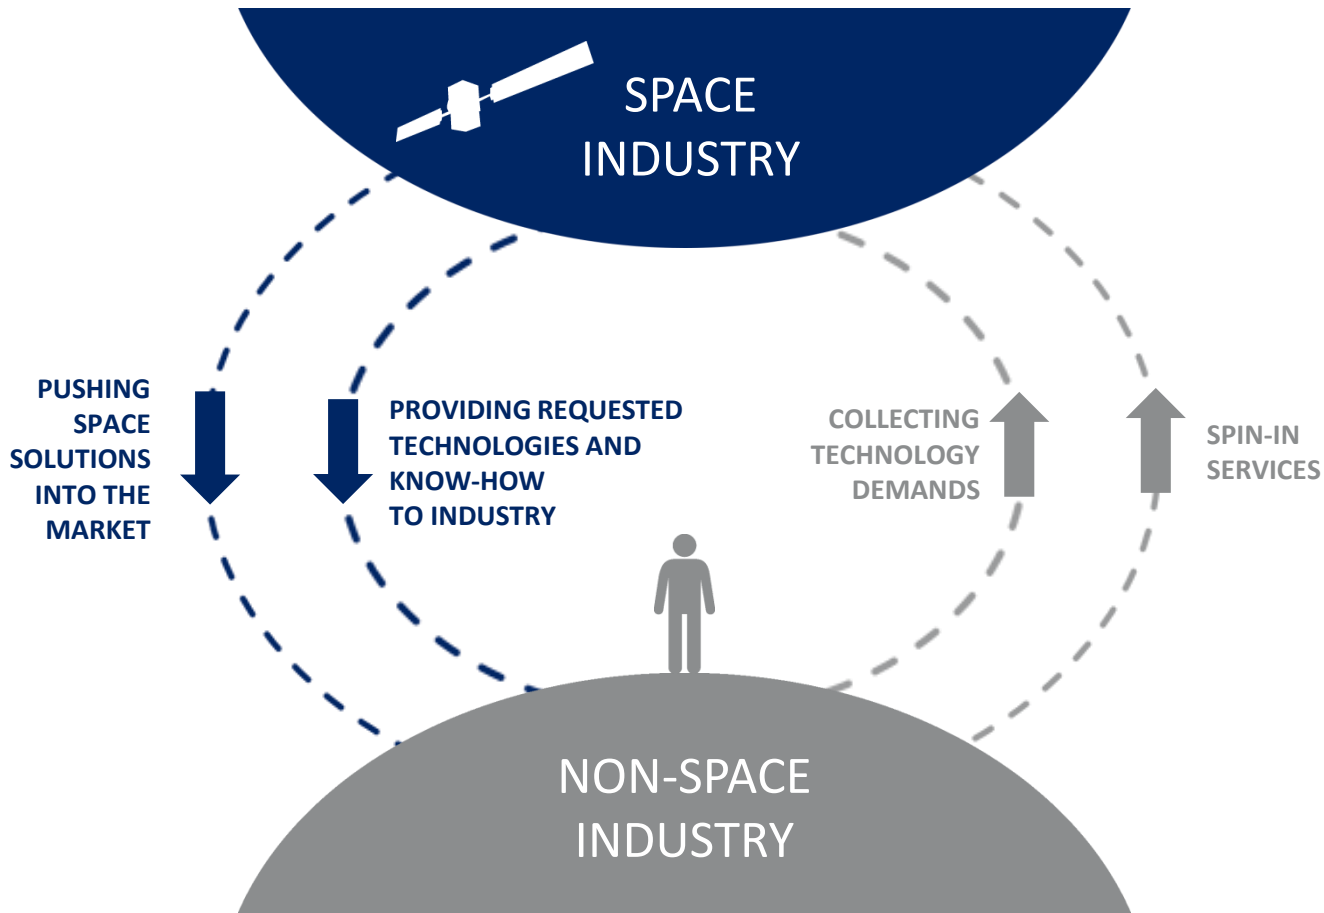 SPACE
INDUSTRY
PUSHING
SPACE
SOLUTIONS
INTO THE
MARKET
PROVIDING REQUESTED
TECHNOLOGIES AND
KNOW-HOW
TO INDUSTRY
COLLECTING
TECHNOLOGY
DEMANDS
SPIN-IN
SERVICES
NON-SPACE
INDUSTRY